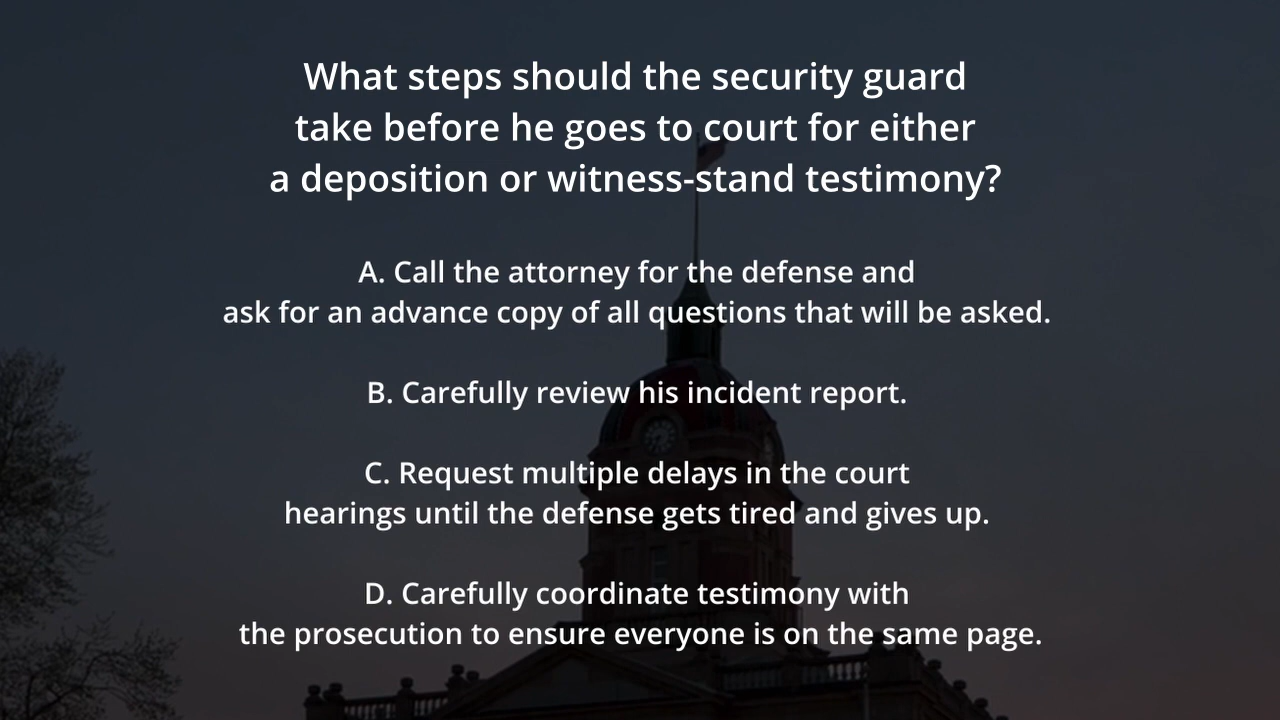 What steps should the security guard
take before he goes to court for either
a deposition or witness-stand testimony?
A. Call the attorney for the defense and
ask for an advance copy of all questions that will be asked.
B. Carefully review his incident report.
C. Request multiple delays in the court
hearings until the defense gets tired and gives up.
D. Carefully coordinate testimony with
the prosecution to ensure everyone is on the same page.